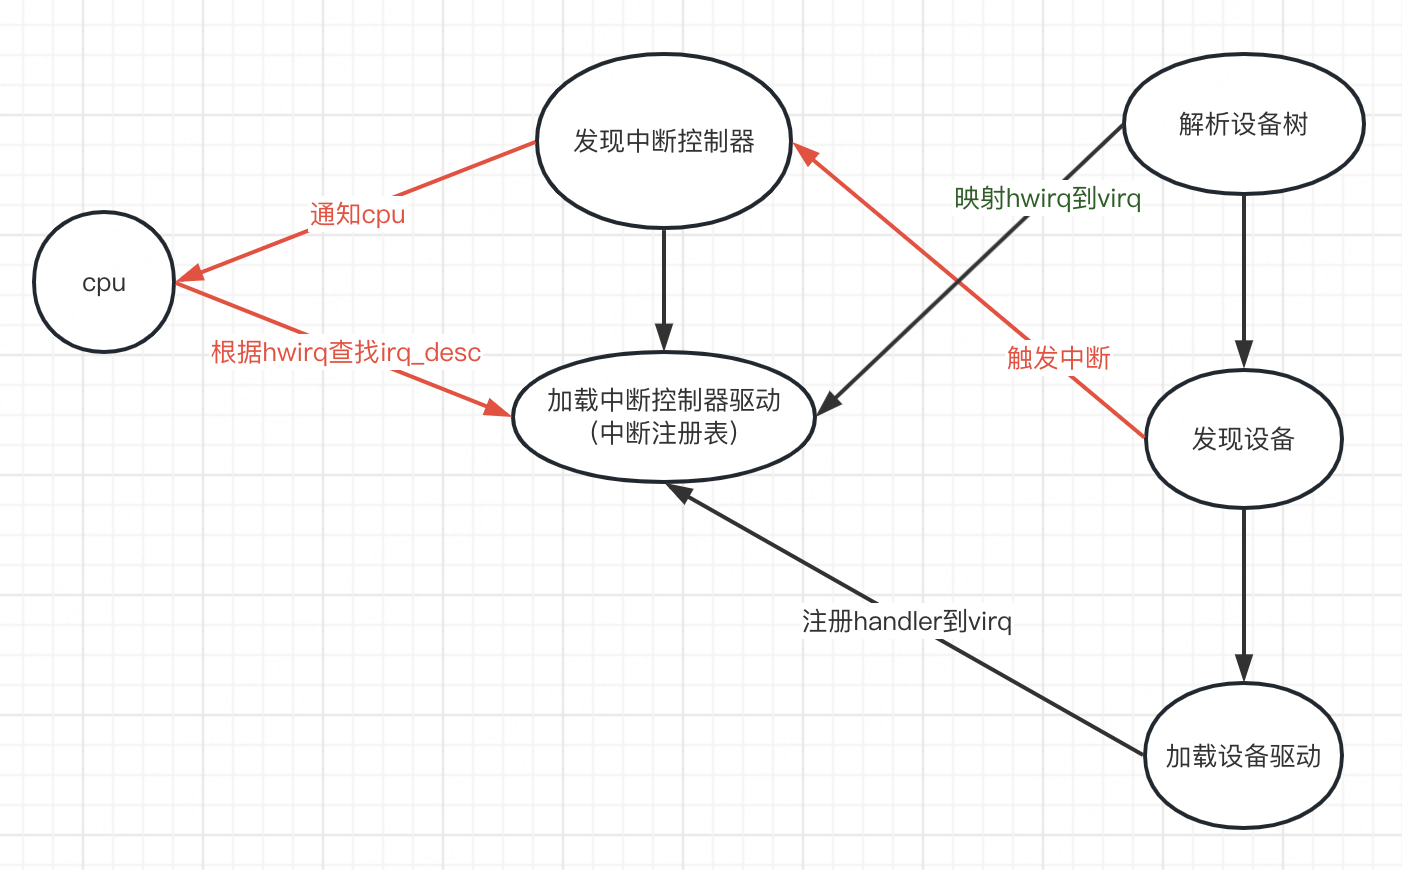 解析设备树
发现中断控制器
映射hwirq到virq
通知cpu
cpu
根据hwirq查找irq_desc
触发中断
加载中断控制器驱动
（中断注册表）
发现设备
注册handler到virq
加载设备驱动